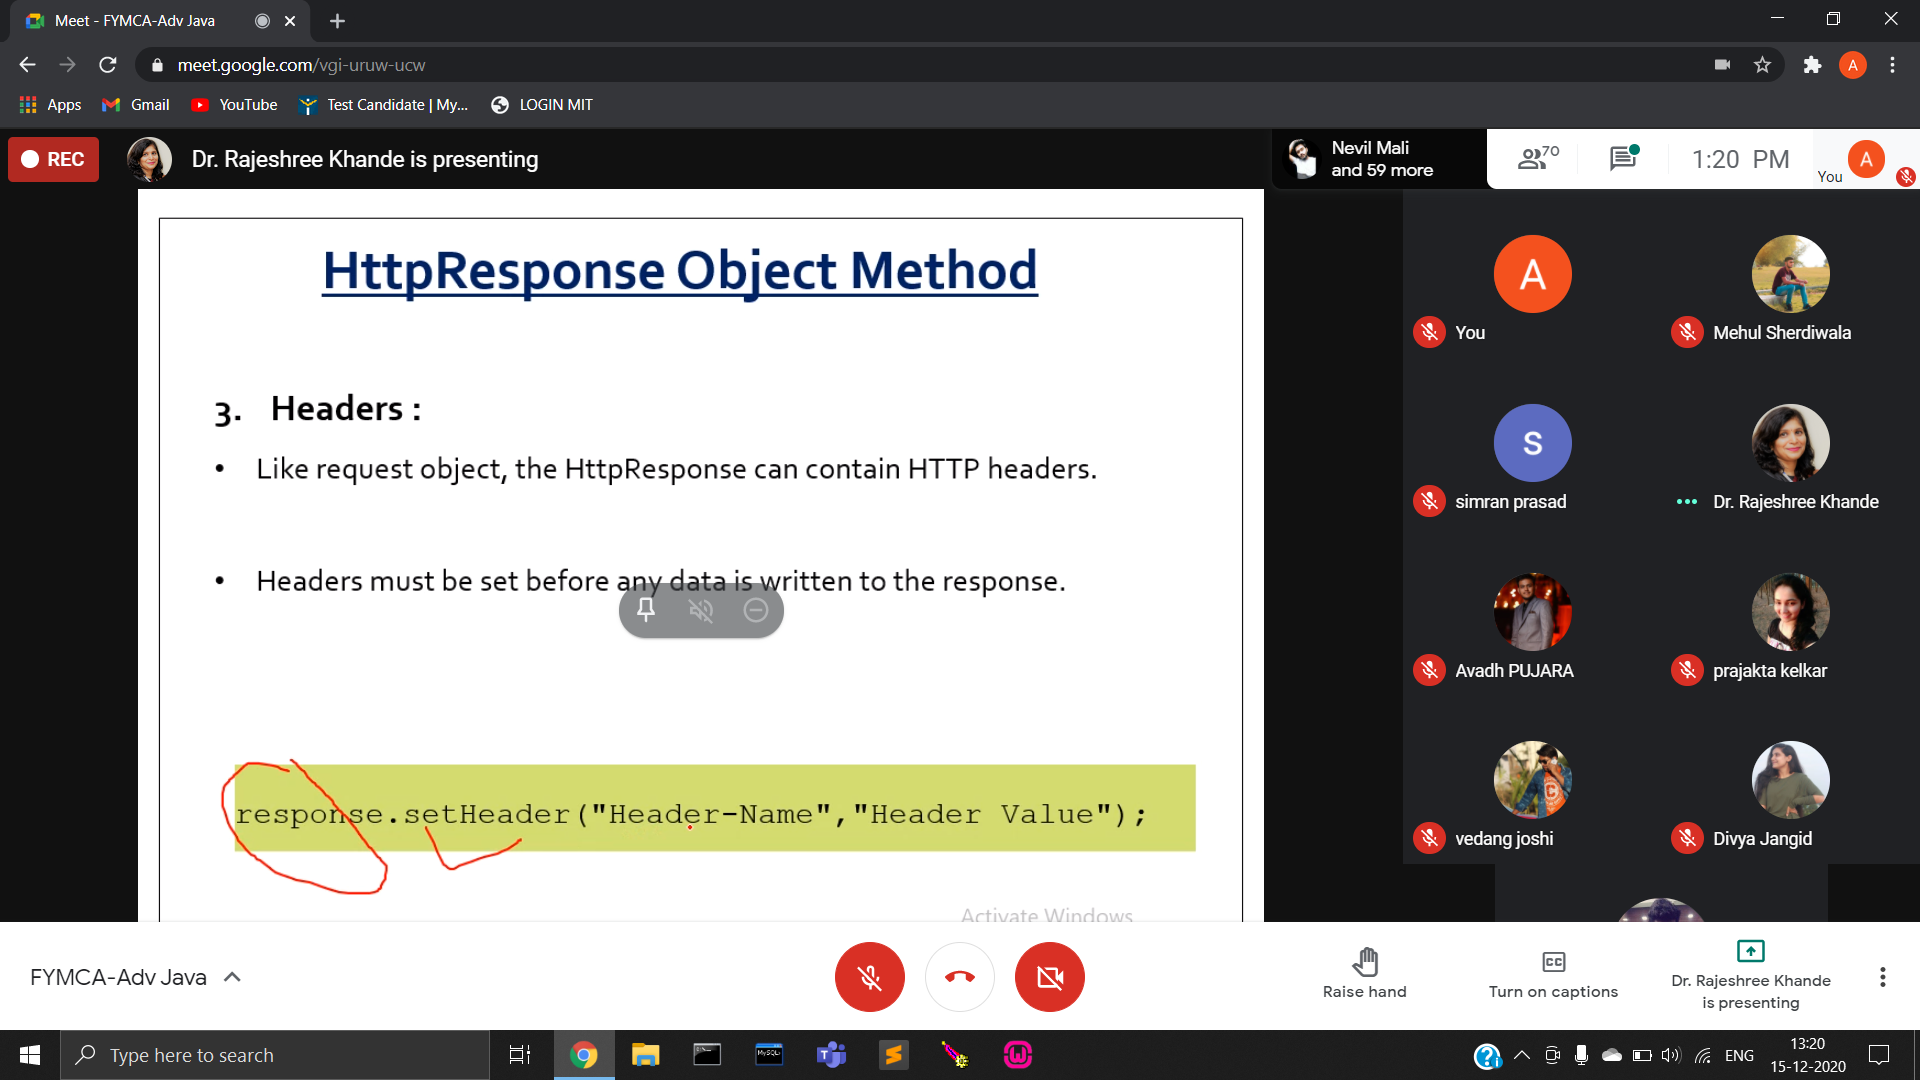 Meet - FYMCA-Adv Java
meet.google.com/vgi-uruw-ucw
A
Apps
Gmail
YouTube
Test Candidate | My...
LOGIN MIT
REC
Dr. Rajeshree Khande is presenting
Nevil Mali
and 59 more
70
1:20 PM
You
A
HttpResponse Object Method
3. Headers :
• Like request object, the HttpResponse can contain HTTP headers.
• Headers must be set before any data is written to the response.
response.setHeader("Header-Name","Header Value");
Activate Windows
A
You
Mehul Sherdiwala
S
simran prasad
Dr. Rajeshree Khande
Avadh PUJARA
prajakta kelkar
vedang joshi
Divya Jangid
FYMCA-Adv Java
Raise hand
CC
Turn on captions
Dr. Rajeshree Khande
is presenting
Type here to search
MySQL
T
ENG
13:20
15-12-2020